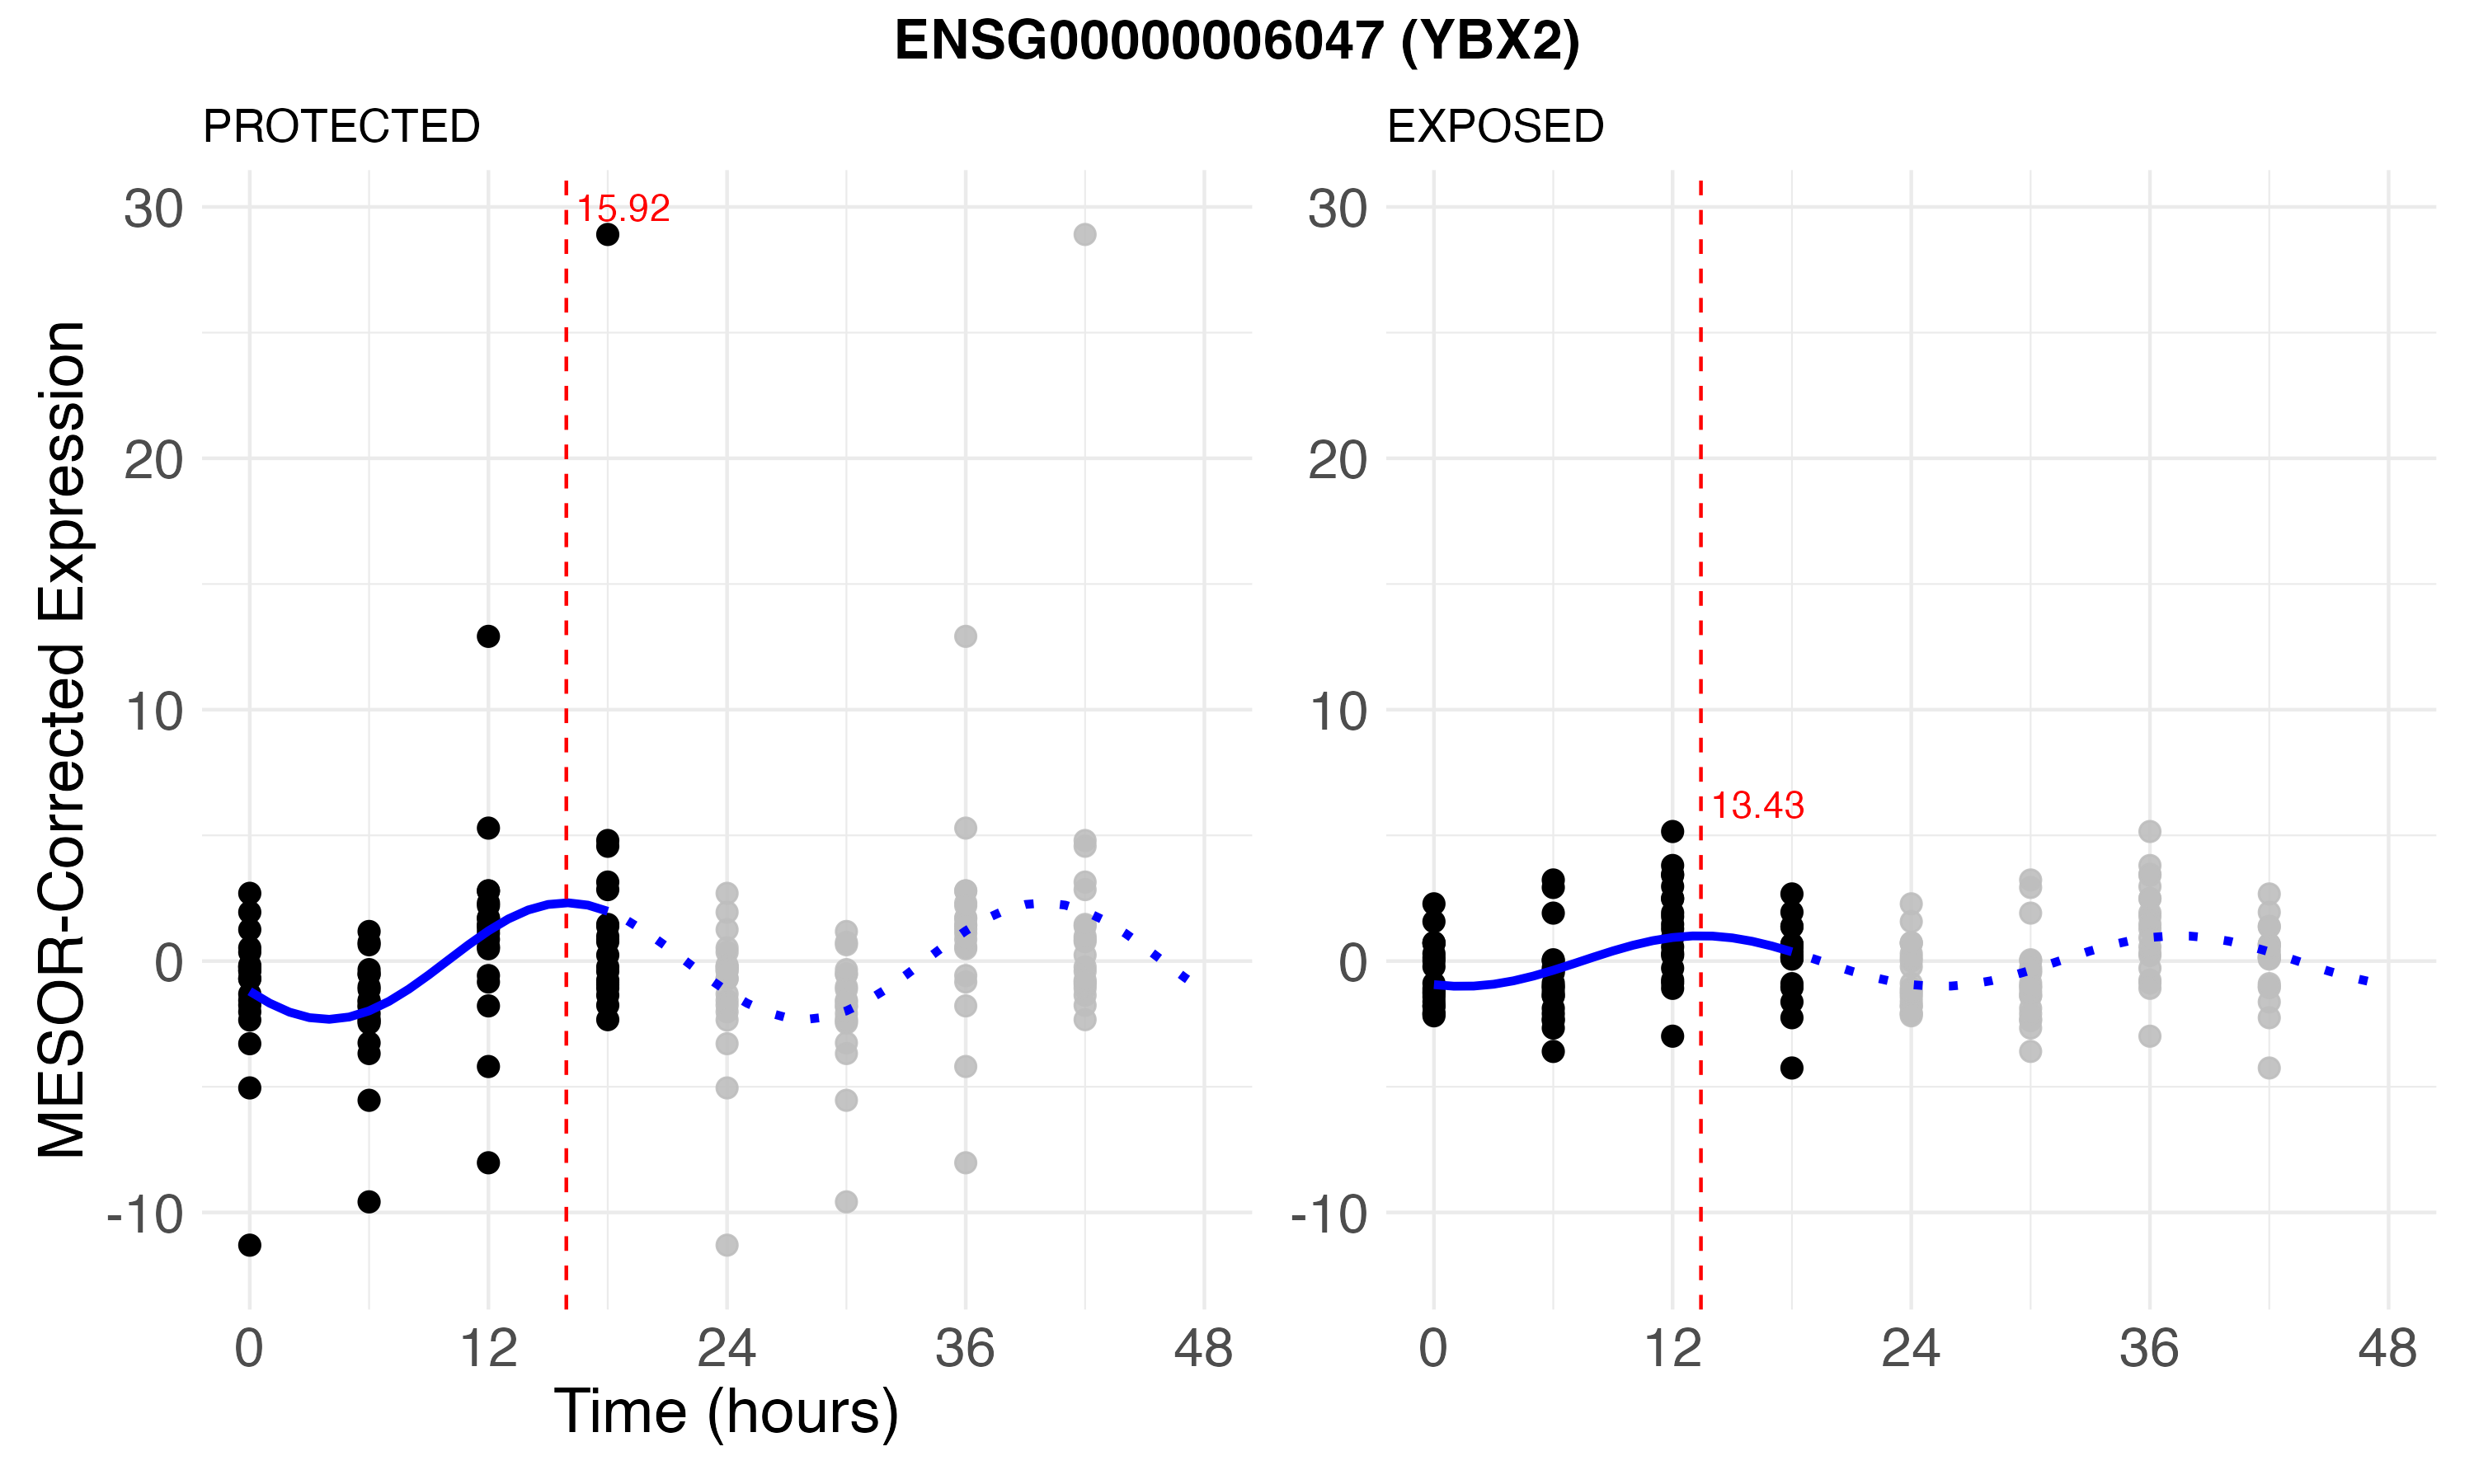 ENSG00000006047 (YBX2)
PROTECTED
EXPOSED
MESOR-Corrected Expression
30
20
10
0
-10
15.92
0 12 24 36 48
30
20
10
0
-10
13.43
0 12 24 36 48
Time (hours)